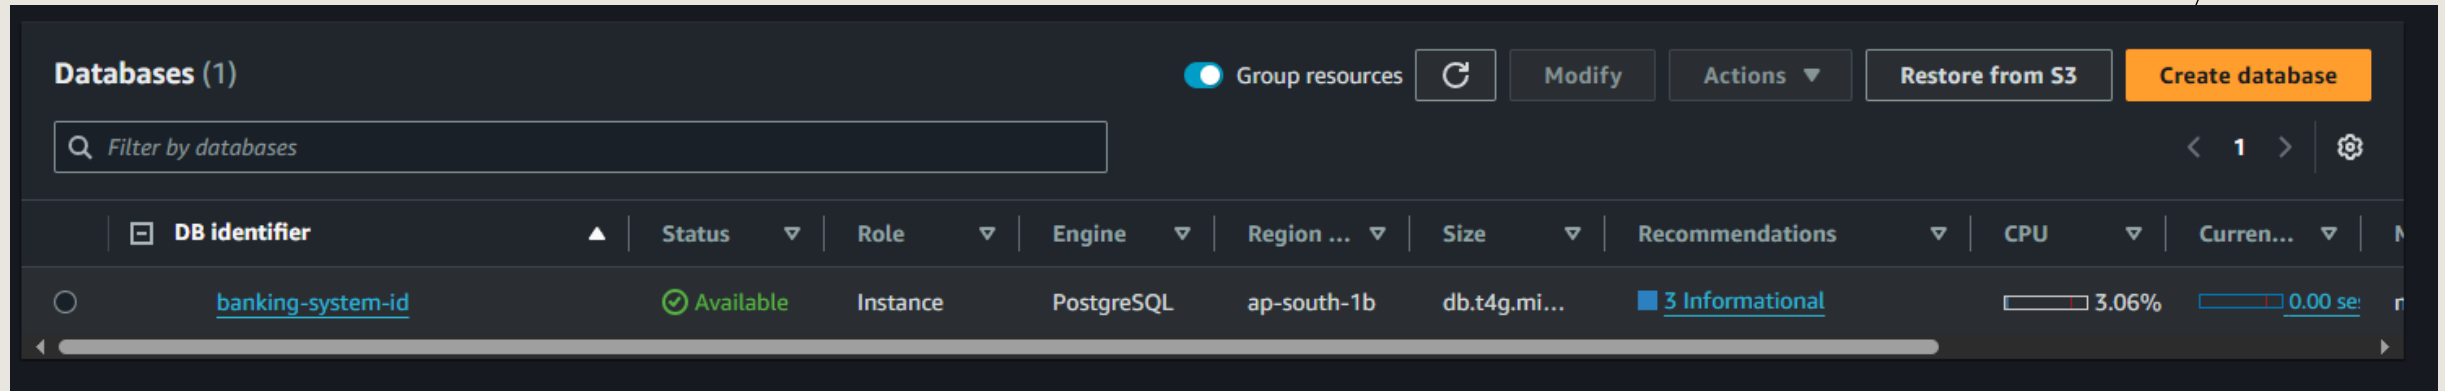 Databases (1)
Group resources
Modify
Actions
Restore from S3
Create database
Filter by databases
1
DB identifier
Status
Role
Engine
Region ...
Size
Recommendations
CPU
Curren...
banking-system-id
Available
Instance
PostgreSQL
ap-south-1b
db.t4g.mi...
3 Informational
3.06%
0.00 se